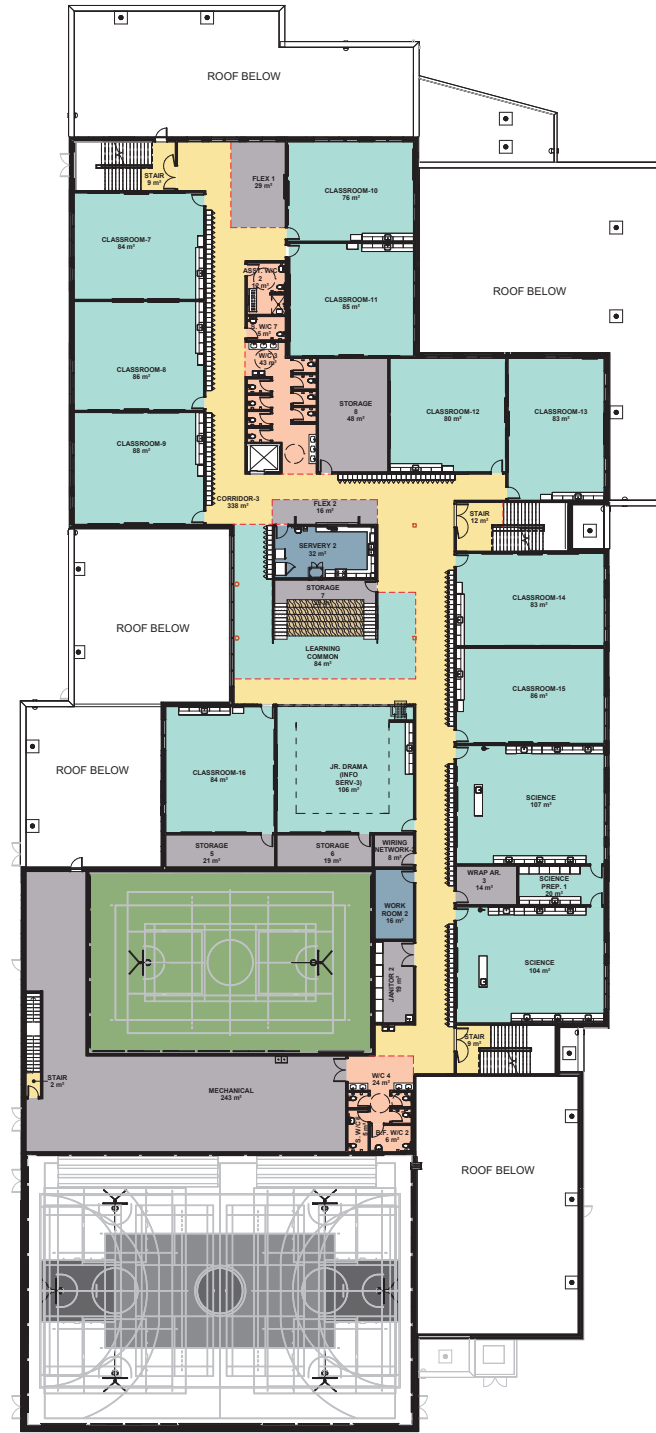 ROOF BELOW
STAIR
9 m²
FLEX 1
29 m²
CLASSROOM-10
76 m²
CLASSROOM-7
84 m²
ASST. W/C
2
12 m²
CLASSROOM-11
85 m²
ROOF BELOW
S. W/C 7
5 m²
W/C 3
43 m²
CLASSROOM-8
86 m²
STORAGE
8
48 m²
CLASSROOM-12
80 m²
CLASSROOM-13
83 m²
CLASSROOM-9
88 m²
CORRIDOR-3
338 m²
FLEX 2
16 m²
STAIR
12 m²
SERVERY 2
32 m²
STORAGE
7
CLASSROOM-14
83 m²
ROOF BELOW
LEARNING
COMMON
84 m²
CLASSROOM-15
86 m²
ROOF BELOW
CLASSROOM-16
84 m²
JR. DRAMA
(INFO
SERV-3)
106 m²
SCIENCE
107 m²
STORAGE
5
21 m²
STORAGE
6
19 m²
WIRING
NETWORK-
8 m²
WRAP AR.
3
14 m²
SCIENCE
PREP. 1
20 m²
WORK
ROOM 2
16 m²
SCIENCE
104 m²
JANITOR 2
19 m²
STAIR
9 m²
STAIR
2 m²
MECHANICAL
243 m²
W/C 4
24 m²
S. W/C
B.F. W/C 2
6 m²
ROOF BELOW